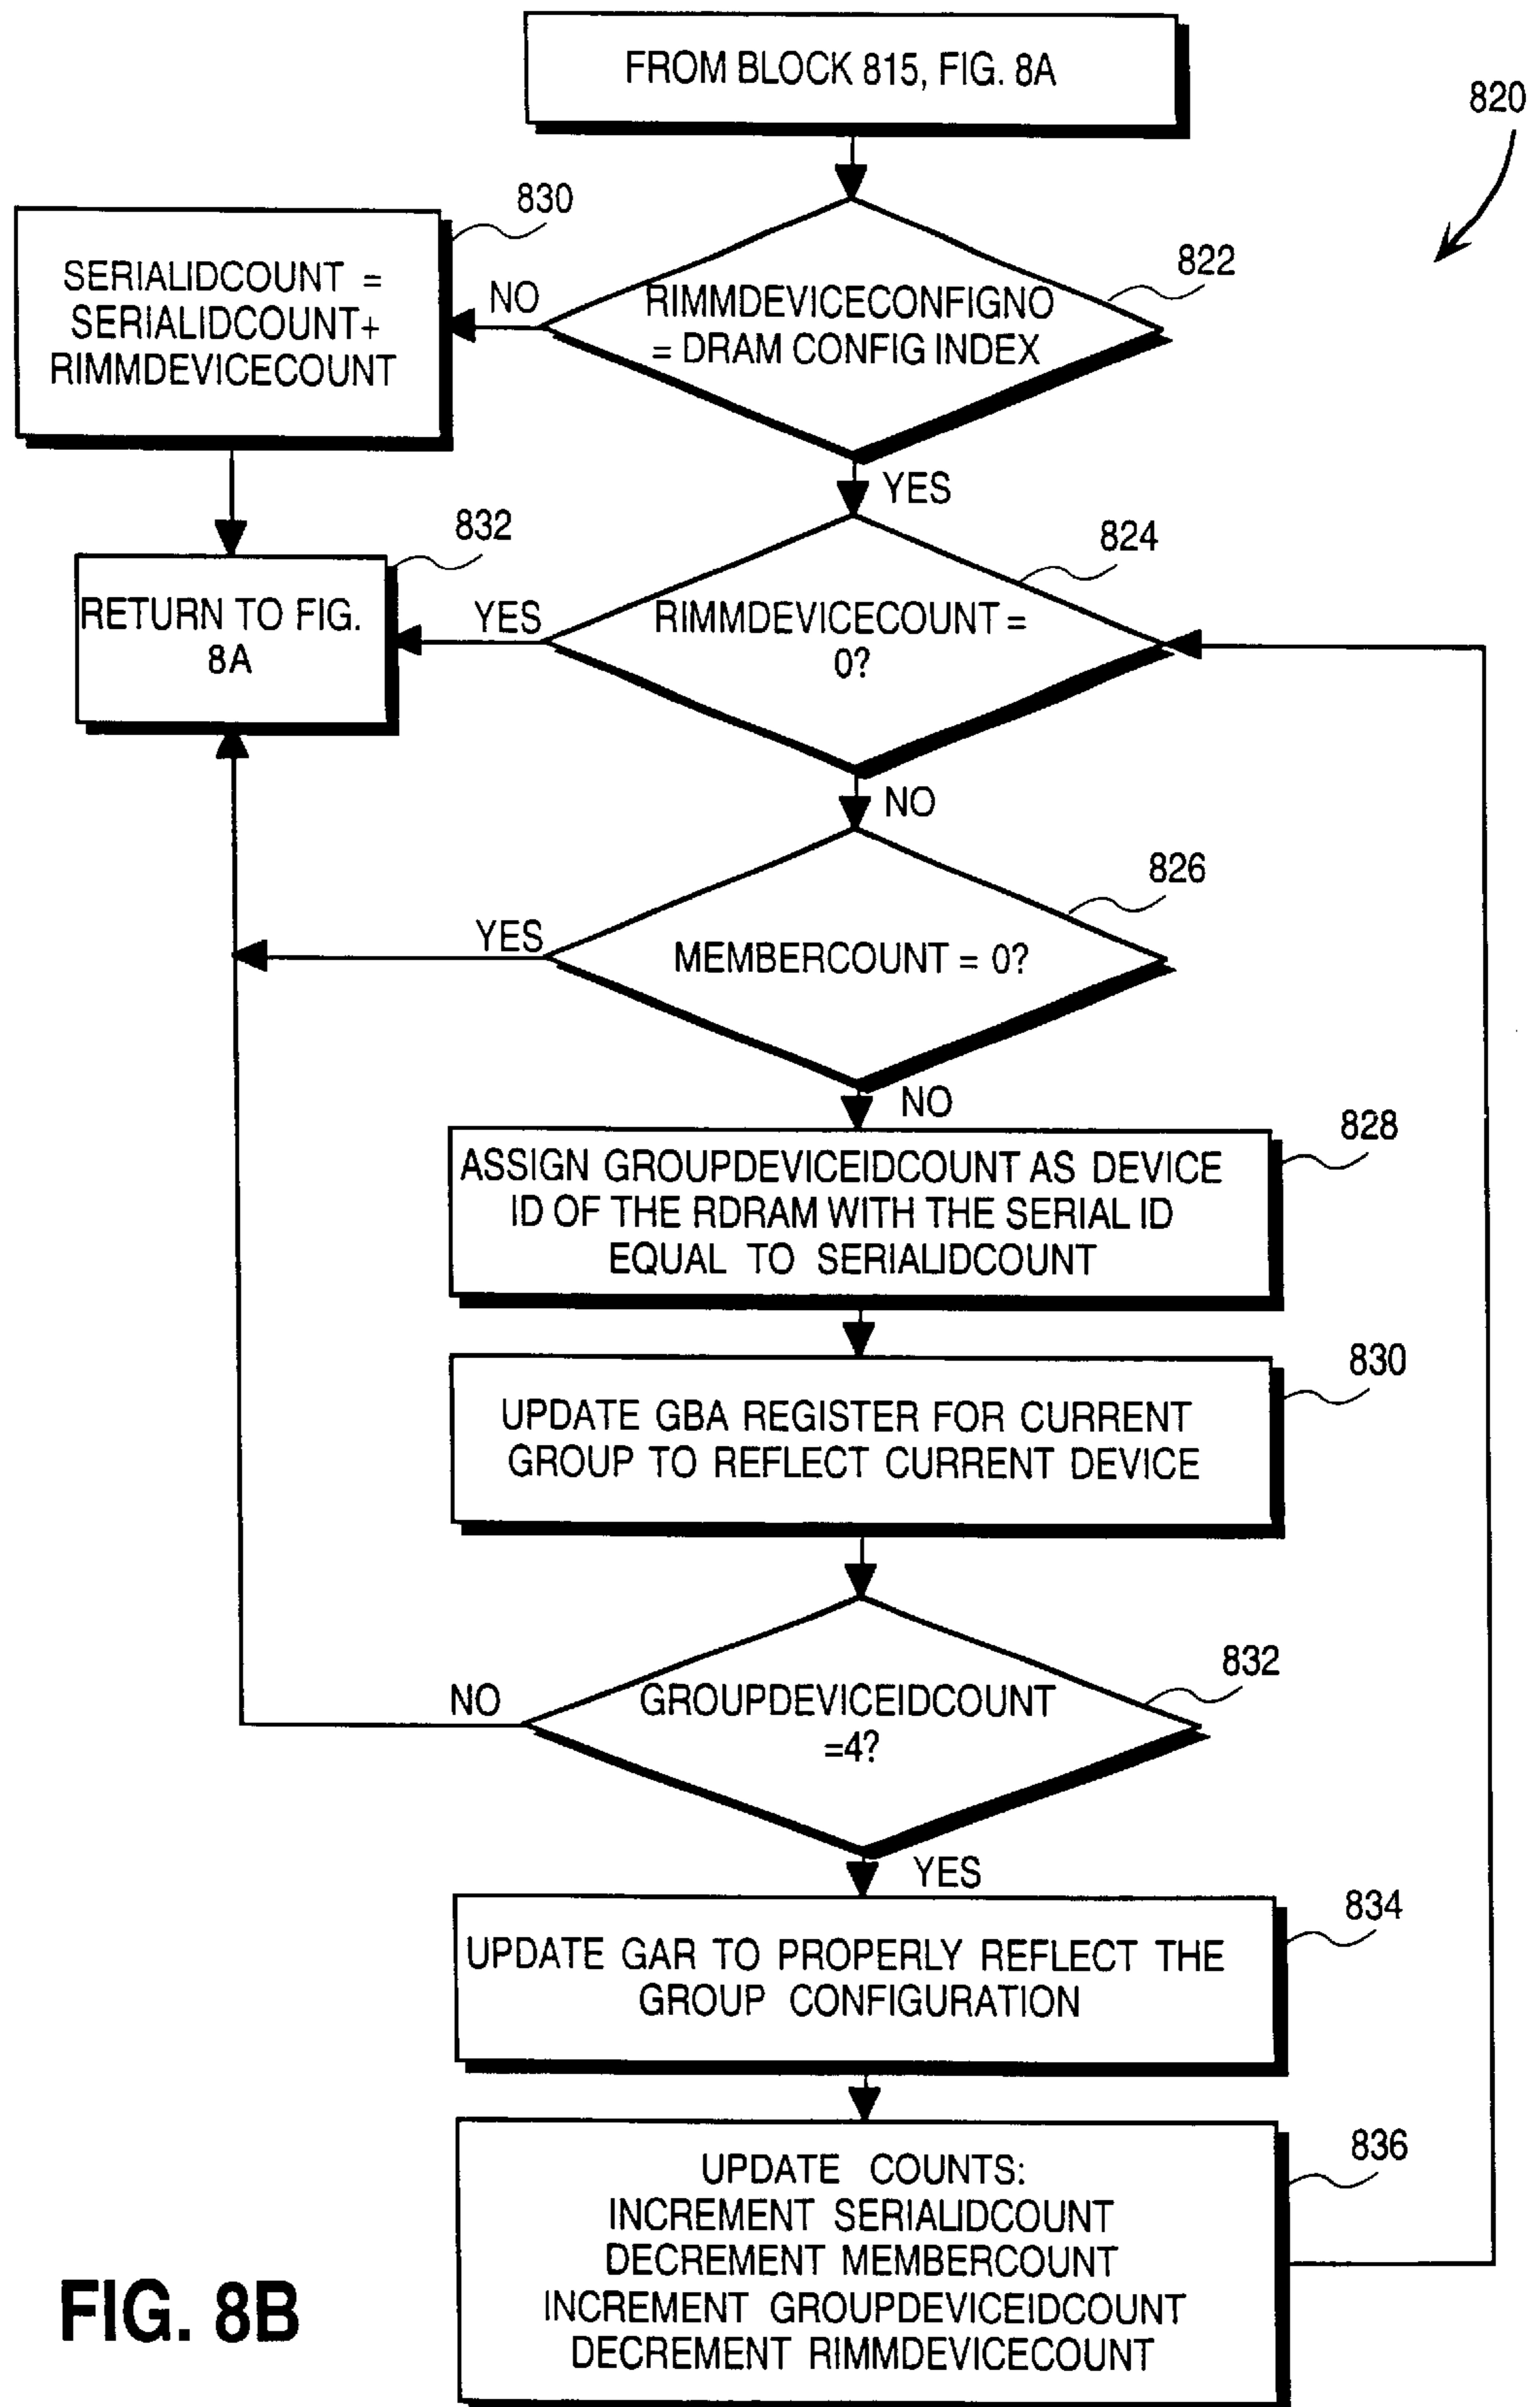 FROM BLOCK 815, FIG. 8A
820
830
SERIALIDCOUNT =
SERIALIDCOUNT+
RIMMDEVICECOUNT
NO
822
RIMMDEVICECONFIGNO
= DRAM CONFIG INDEX
YES
832
RETURN TO FIG.
8A
YES
824
RIMMDEVICECOUNT =
0?
NO
826
YES
MEMBERCOUNT = 0?
NO
828
ASSIGN GROUPDEVICEIDCOUNT AS DEVICE
ID OF THE RDRAM WITH THE SERIAL ID
EQUAL TO SERIALIDCOUNT
830
UPDATE GBA REGISTER FOR CURRENT
GROUP TO REFLECT CURRENT DEVICE
832
NO
GROUPDEVICEIDCOUNT
=4?
YES
834
UPDATE GAR TO PROPERLY REFLECT THE
GROUP CONFIGURATION
836
UPDATE COUNTS:
INCREMENT SERIALIDCOUNT
DECREMENT MEMBERCOUNT
INCREMENT GROUPDEVICEIDCOUNT
DECREMENT RIMMDEVICECOUNT
FIG. 8B